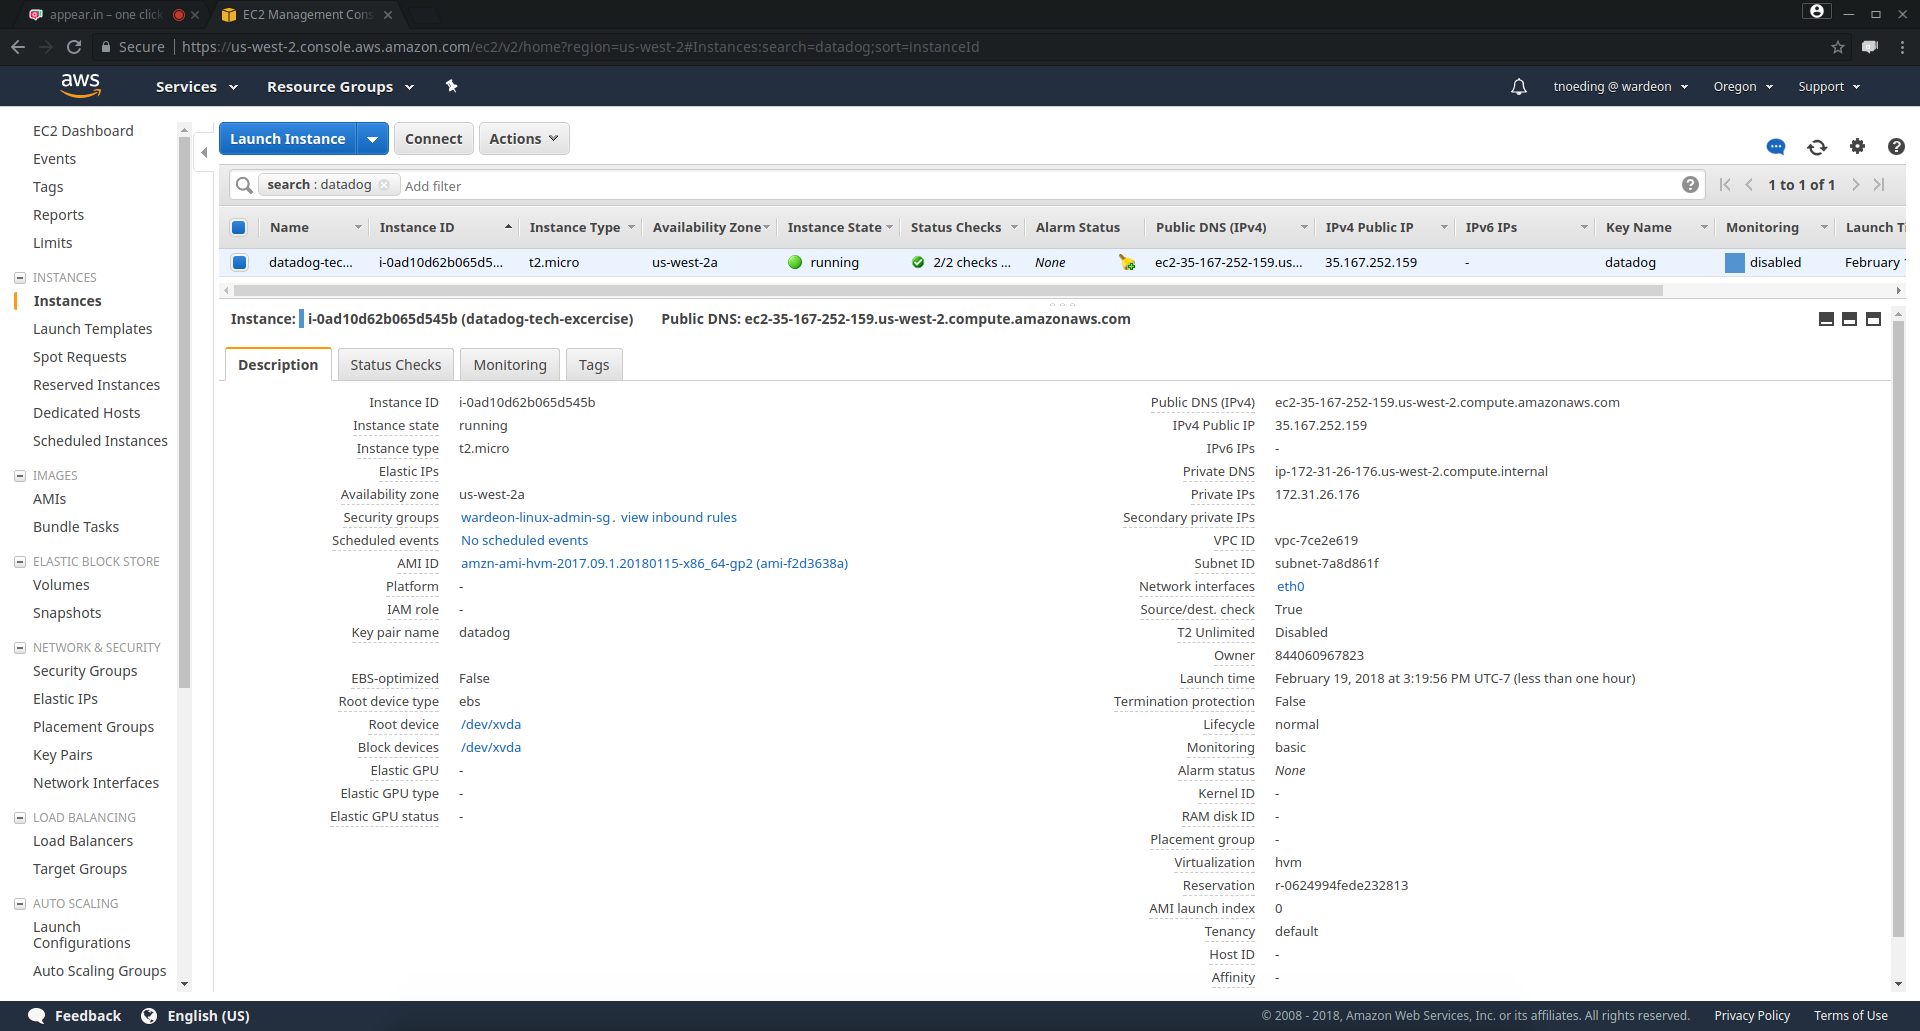 appear.in – one click
EC2 Management Cons
Secure
https://us-west-2.console.aws.amazon.com/ec2/v2/home?region=us-west-2#Instances:search=datadog;sort=instanceId
aws
Services
Resource Groups
tnoeding @ wardeon
Oregon
Support
EC2 Dashboard
Events
Tags
Reports
Limits
INSTANCES
Instances
Launch Templates
Spot Requests
Reserved Instances
Dedicated Hosts
Scheduled Instances
IMAGES
AMIs
Bundle Tasks
ELASTIC BLOCK STORE
Volumes
Snapshots
NETWORK & SECURITY
Security Groups
Elastic IPs
Placement Groups
Key Pairs
Network Interfaces
LOAD BALANCING
Load Balancers
Target Groups
AUTO SCALING
Launch
Configurations
Auto Scaling Groups
Launch Instance
Connect
Actions
search : datadog
Add filter
1 to 1 of 1
Name Instance ID Instance Type Availability Zone Instance State Status Checks Alarm Status Public DNS (IPv4) IPv4 Public IP IPv6 IPs Key Name Monitoring Launch Ti
datadog-tec... i-0ad10d62b065d5... t2.micro us-west-2a running 2/2 checks ... None ec2-35-167-252-159.us... 35.167.252.159 - datadog disabled February
Instance: i-0ad10d62b065d545b (datadog-tech-excercise) Public DNS: ec2-35-167-252-159.us-west-2.compute.amazonaws.com
Description
Status Checks
Monitoring
Tags
Instance ID i-0ad10d62b065d545b
Instance state running
Instance type t2.micro
Elastic IPs
Availability zone us-west-2a
Security groups wardeon-linux-admin-sg . view inbound rules
Scheduled events No scheduled events
AMI ID amzn-ami-hvm-2017.09.1.20180115-x86_64-gp2 (ami-f2d3638a)
Platform -
IAM role -
Key pair name datadog
EBS-optimized False
Root device type ebs
Root device /dev/xvda
Block devices /dev/xvda
Elastic GPU -
Elastic GPU type -
Elastic GPU status -
Public DNS (IPv4) ec2-35-167-252-159.us-west-2.compute.amazonaws.com
IPv4 Public IP 35.167.252.159
IPv6 IPs -
Private DNS ip-172-31-26-176.us-west-2.compute.internal
Private IPs 172.31.26.176
Secondary private IPs
VPC ID vpc-7ce2e619
Subnet ID subnet-7a8d861f
Network interfaces eth0
Source/dest. check True
T2 Unlimited Disabled
Owner 844060967823
Launch time February 19, 2018 at 3:19:56 PM UTC-7 (less than one hour)
Termination protection False
Lifecycle normal
Monitoring basic
Alarm status None
Kernel ID -
RAM disk ID -
Placement group -
Virtualization hvm
Reservation r-0624994fede232813
AMI launch index 0
Tenancy default
Host ID -
Affinity -
Feedback
English (US)
© 2008 - 2018, Amazon Web Services, Inc. or its affiliates. All rights reserved.
Privacy Policy
Terms of Use